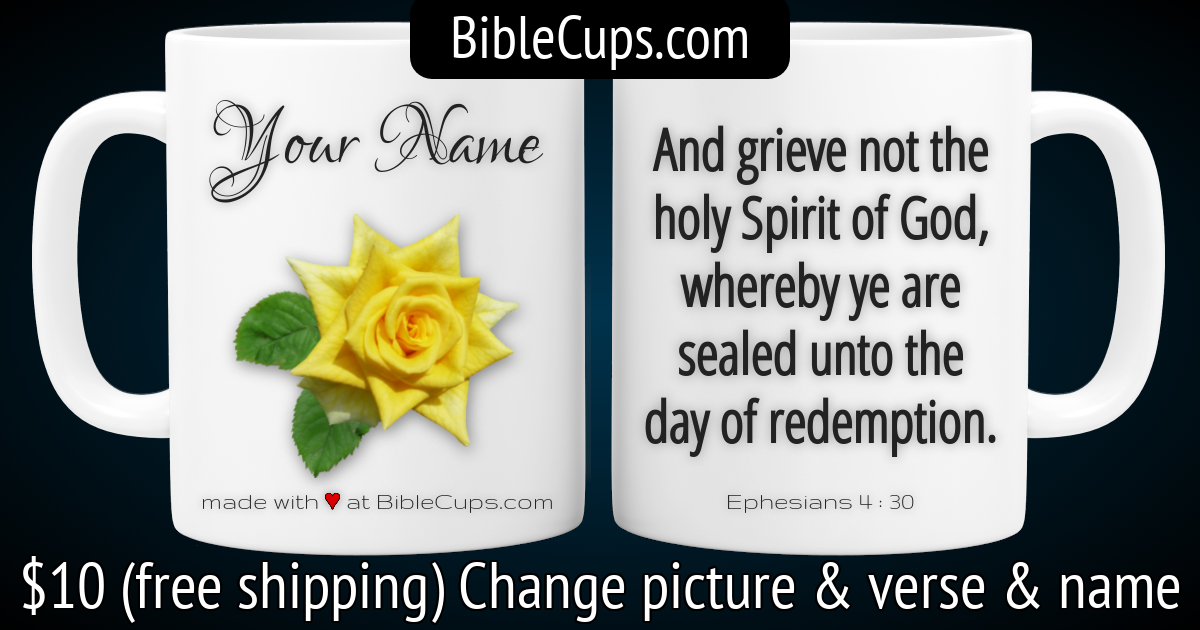 BibleCups.com
Your Name
made with ♥ at BibleCups.com
And grieve not the
holy Spirit of God,
whereby ye are
sealed unto the
day of redemption.
Ephesians 4 : 30
$10 (free shipping) Change picture & verse & name